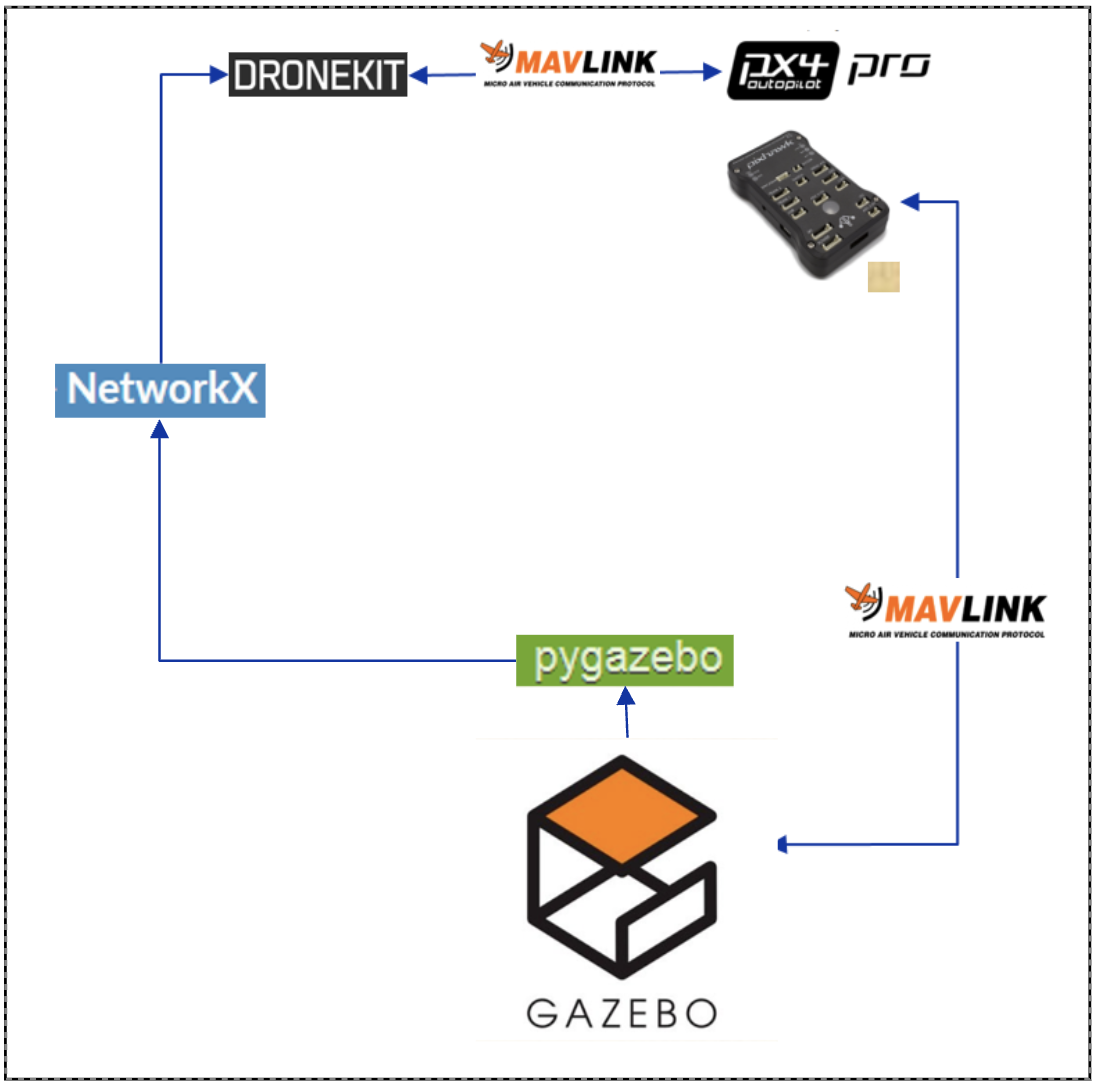 DRONEKIT
MAVLINK
MICRO AIR VEHICLE COMMUNICATION PROTOCOL
px4 pro
autopilot
pixhawk
NetworkX
MAVLINK
MICRO AIR VEHICLE COMMUNICATION PROTOCOL
pygazebo
GAZEBO